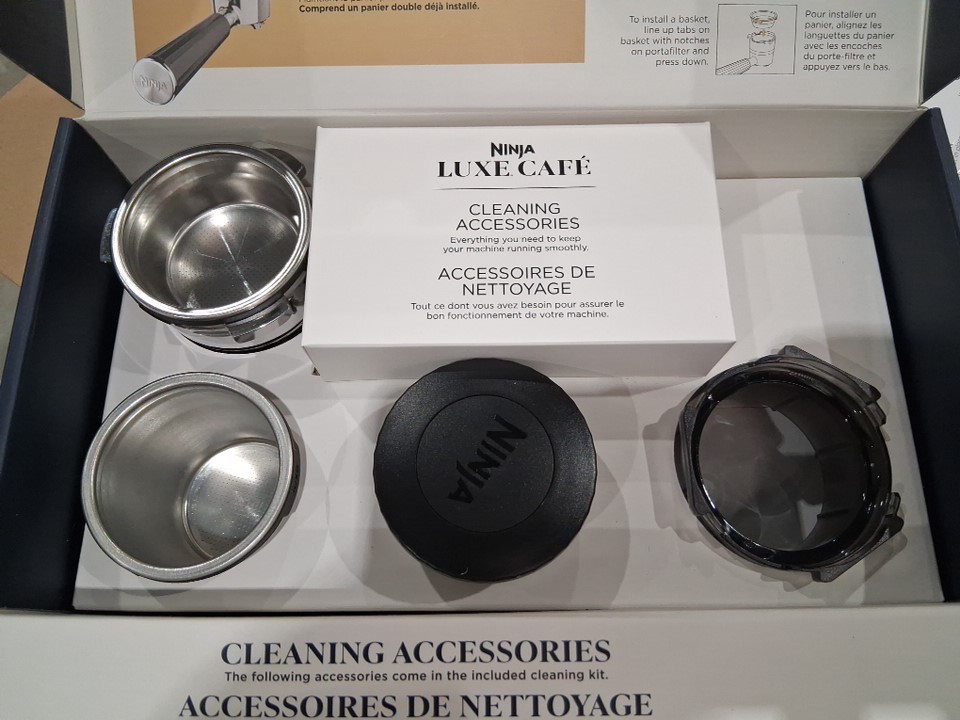 Comprend un panier double déjà installé.
To install a basket,
line up tabs on
basket with notches
on portafilter and
press down.
Pour installer un
panier, alignez les
languettes du panier
avec les encoches
du porte-filtre et
appuyez vers le bas.
NINJA
NINJA
LUXE CAFÉ
CLEANING
ACCESSORIES
Everything you need to keep
your machine running smoothly.
ACCESSOIRES DE
NETTOYAGE
Tout ce dont vous avez besoin pour assurer le
bon fonctionnement de votre machine.
NINJA
CLEANING ACCESSORIES
The following accessories come in the included cleaning kit.
ACCESSOIRES DE NETTOYAGE